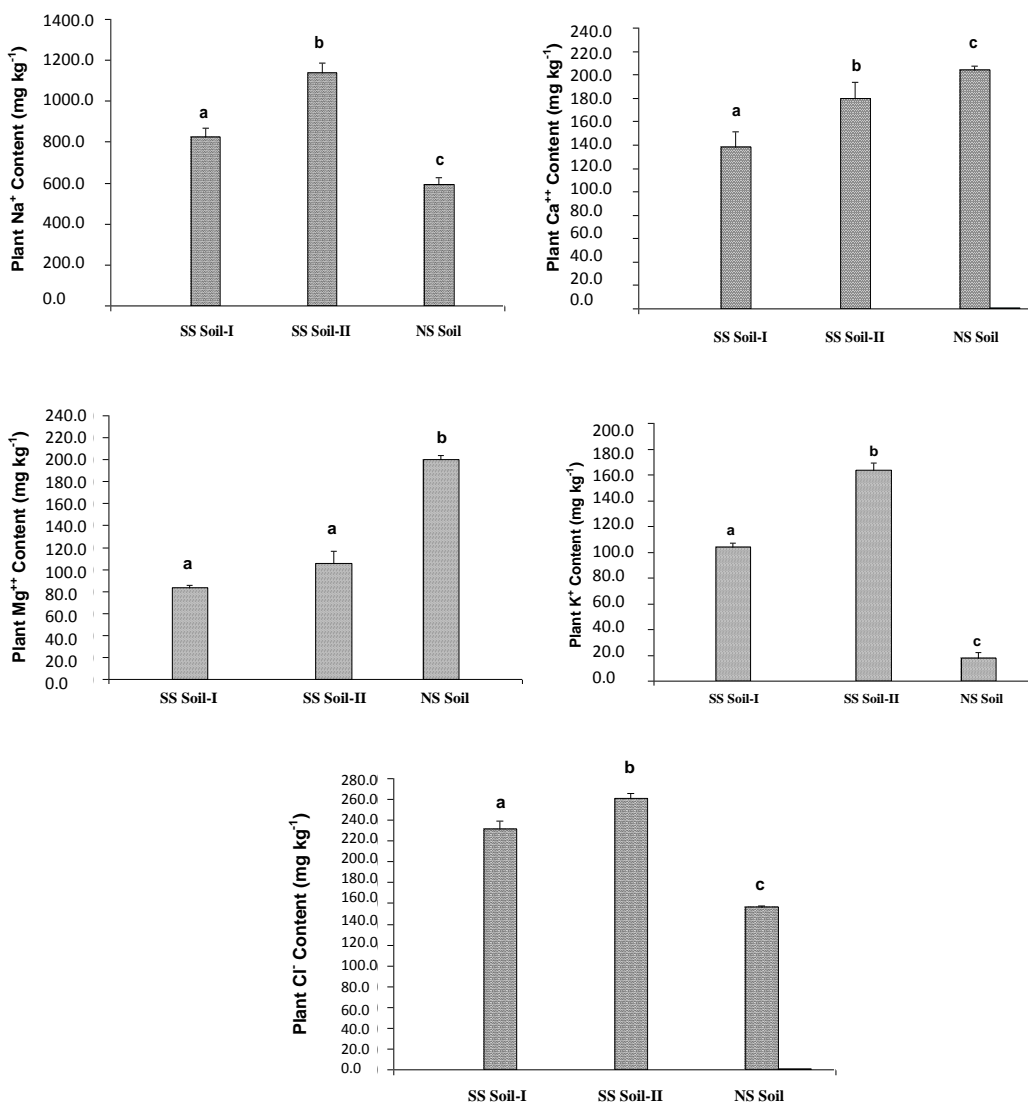 Plant Na⁺ Content (mg kg⁻¹)
1400.0
1200.0
1000.0
800.0
600.0
400.0
200.0
0.0
a
b
c
SS Soil-I
SS Soil-II
NS Soil
Plant Ca⁺⁺ Content (mg kg⁻¹)
240.0
220.0
200.0
180.0
160.0
140.0
120.0
100.0
80.0
60.0
40.0
20.0
0.0
a
b
c
SS Soil-I
SS Soil-II
NS Soil
Plant Mg⁺⁺ Content (mg kg⁻¹)
240.0
220.0
200.0
180.0
160.0
140.0
120.0
100.0
80.0
60.0
40.0
20.0
0.0
a
a
b
SS Soil-I
SS Soil-II
NS Soil
Plant K⁺ Content (mg kg⁻¹)
200.0
180.0
160.0
140.0
120.0
100.0
80.0
60.0
40.0
20.0
0.0
a
b
c
SS Soil-I
SS Soil-II
NS Soil
Plant Cl⁻ Content (mg kg⁻¹)
280.0
260.0
240.0
220.0
200.0
180.0
160.0
140.0
120.0
100.0
80.0
60.0
40.0
20.0
0.0
a
b
c
SS Soil-I
SS Soil-II
NS Soil